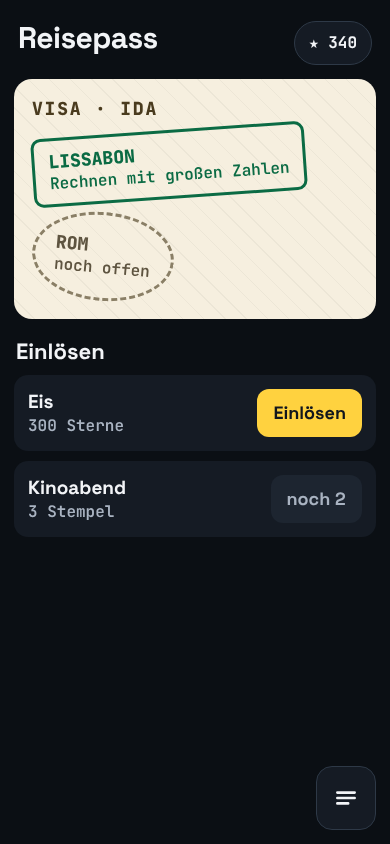 Reisepass
★ 340
VISA · IDA
LISSABON
Rechnen mit großen Zahlen
ROM
noch offen
Einlösen
Eis
300 Sterne
Einlösen
Kinoabend
3 Stempel
noch 2